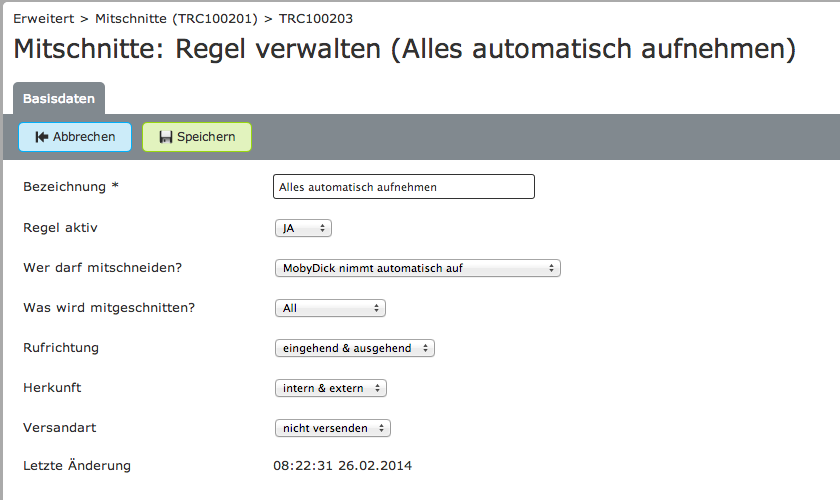 Erweitert > Mitschnitte (TRC100201) > TRC100203
Mitschnitte: Regel verwalten (Alles automatisch aufnehmen)
Basisdaten
Abbrechen Speichern
Bezeichnung * Alles automatisch aufnehmen
Regel aktiv JA
Wer darf mitschneiden? MobyDick nimmt automatisch auf
Was wird mitgeschnitten? All
Rufrichtung eingehend & ausgehend
Herkunft intern & extern
Versandart nicht versenden
Letzte Änderung 08:22:31 26.02.2014